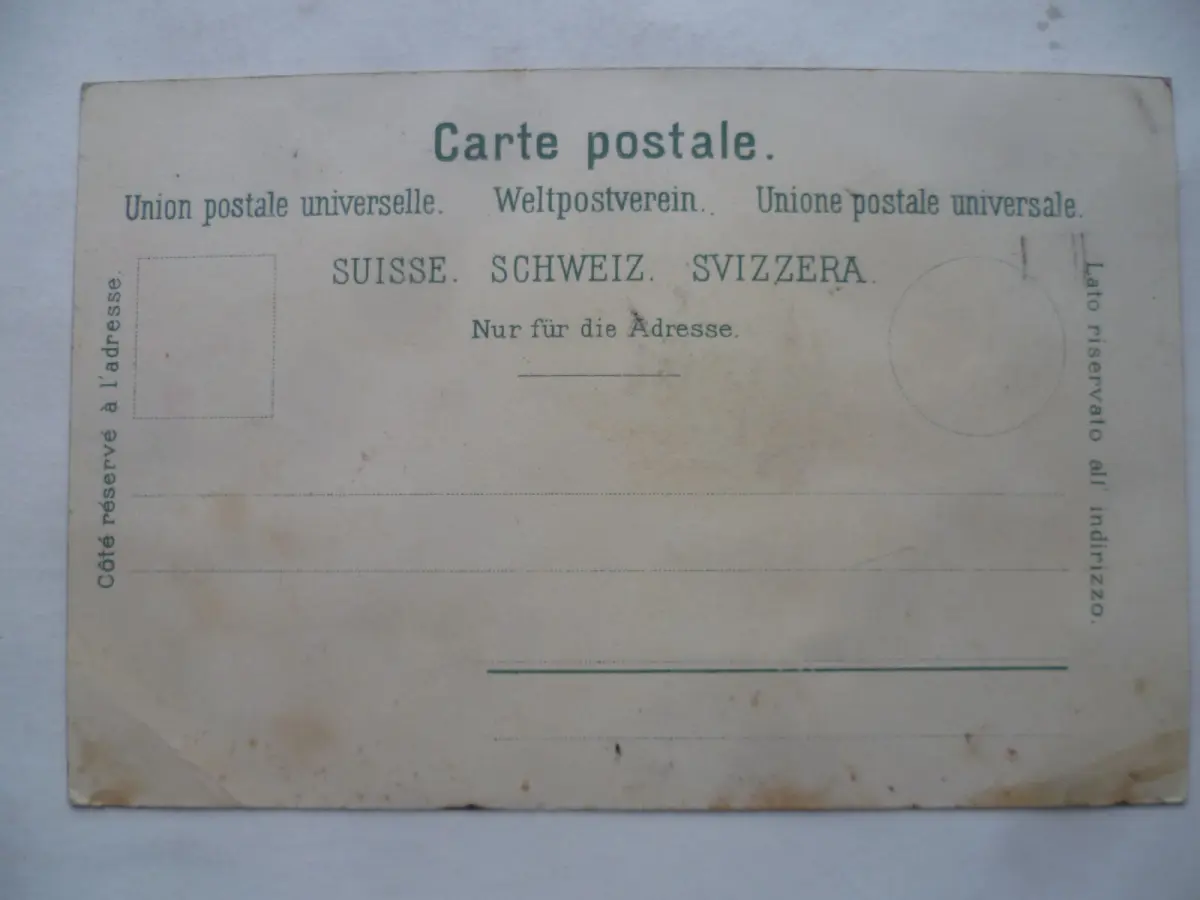 Carte postale.
Union postale universelle. Weltpostverein. Unione postale universale.
SUISSE. SCHWEIZ. SVIZZERA.
Nur für die Adresse.
Côté réservé à l'adresse.
Lato riservato all' indirizzo.